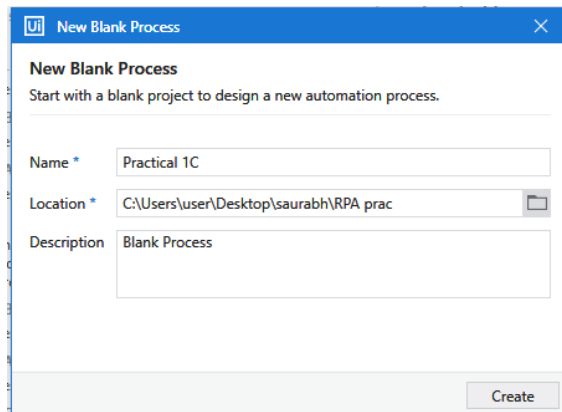 Ui New Blank Process
New Blank Process
Start with a blank project to design a new automation process.
Name * Practical 1C
Location * C:\Users\user\Desktop\saurabh\RPA prac
Description Blank Process
Create